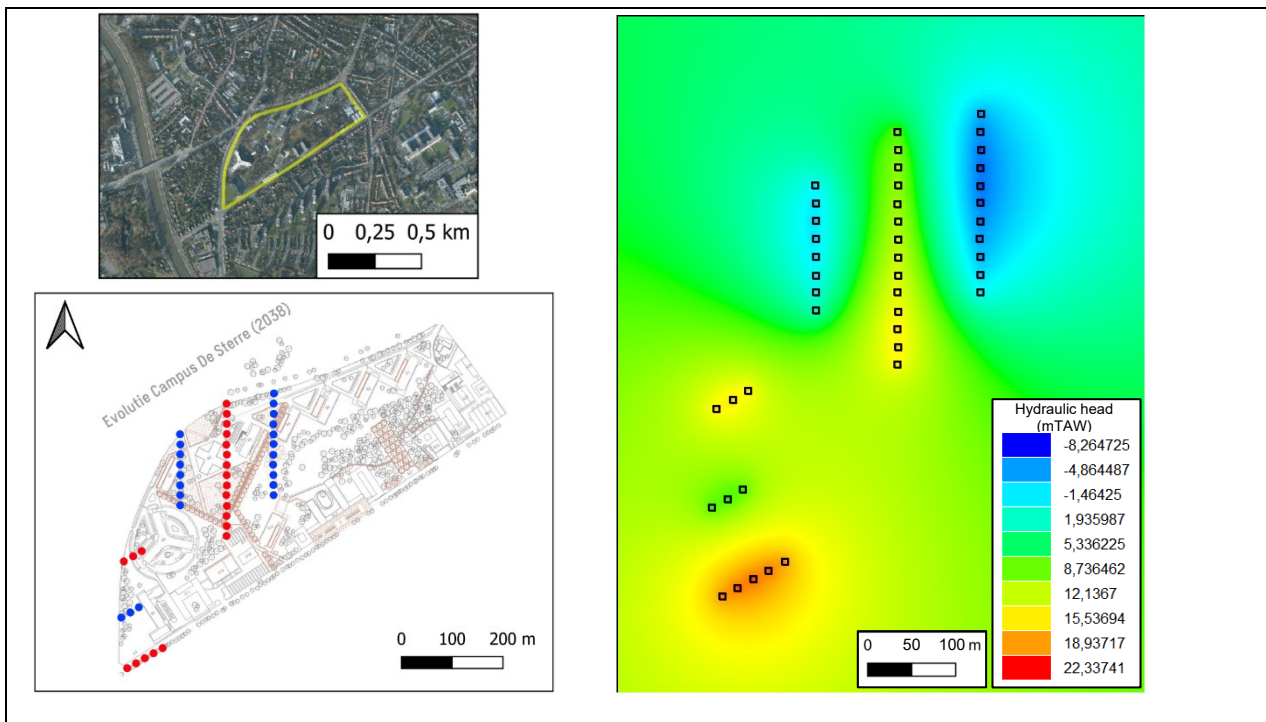 0 0,25 0,5 km
Evolutie Campus De Sterre (2038)
0 100 200 m
Hydraulic head
(mTAW)
-8,264725
-4,864487
-1,46425
1,935987
5,336225
8,736462
12,1367
15,53694
18,93717
22,33741
0 50 100 m